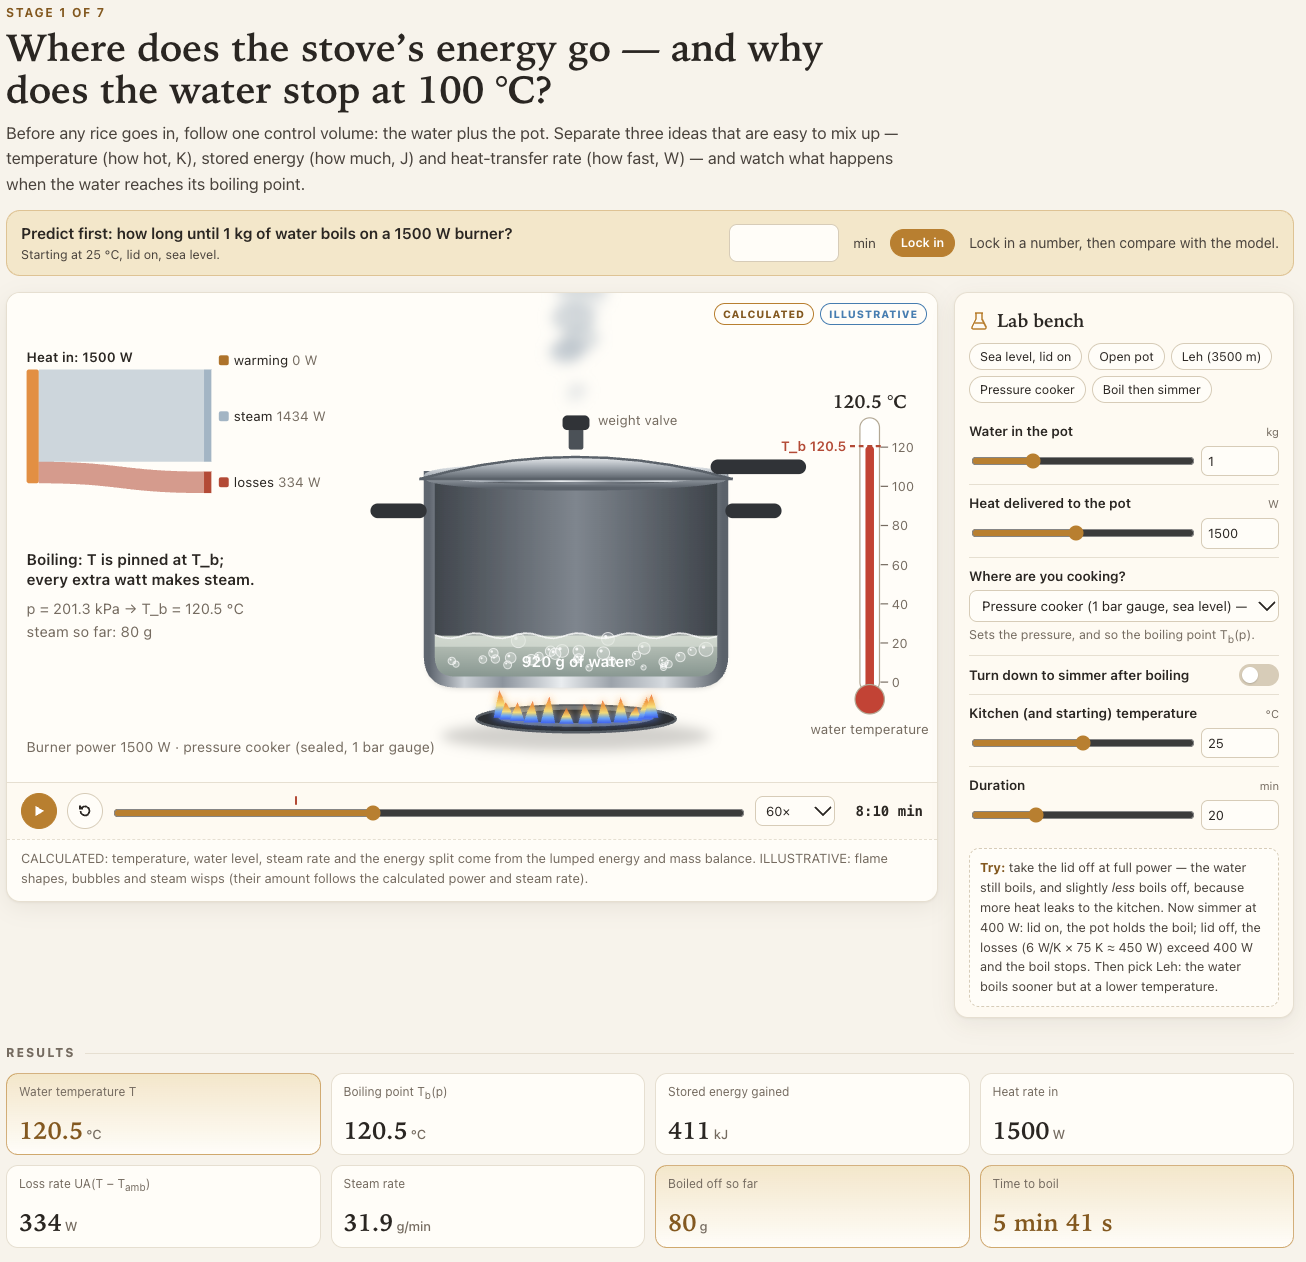 STAGE 1 OF 7
Where does the stove’s energy go — and why
does the water stop at 100 °C?
Before any rice goes in, follow one control volume: the water plus the pot. Separate three ideas that are easy to mix up —
temperature (how hot, K), stored energy (how much, J) and heat-transfer rate (how fast, W) — and watch what happens
when the water reaches its boiling point.
Predict first: how long until 1 kg of water boils on a 1500 W burner?
Starting at 25 °C, lid on, sea level.
min
Lock in
Lock in a number, then compare with the model.
CALCULATED
ILLUSTRATIVE
Heat in: 1500 W
warming 0 W
steam 1434 W
losses 334 W
Boiling: T is pinned at T_b;
every extra watt makes steam.
p = 201.3 kPa → T_b = 120.5 °C
steam so far: 80 g
weight valve
920 g of water
120.5 °C
T_b 120.5
120
100
80
60
40
20
0
water temperature
Burner power 1500 W · pressure cooker (sealed, 1 bar gauge)
60×
8:10 min
CALCULATED: temperature, water level, steam rate and the energy split come from the lumped energy and mass balance. ILLUSTRATIVE: flame
shapes, bubbles and steam wisps (their amount follows the calculated power and steam rate).
Lab bench
Sea level, lid on
Open pot
Leh (3500 m)
Pressure cooker
Boil then simmer
Water in the pot
kg
1
Heat delivered to the pot
W
1500
Where are you cooking?
Pressure cooker (1 bar gauge, sea level) —
Sets the pressure, and so the boiling point Tb(p).
Turn down to simmer after boiling
Kitchen (and starting) temperature
°C
25
Duration
min
20
Try: take the lid off at full power — the water
still boils, and slightly less boils off, because
more heat leaks to the kitchen. Now simmer at
400 W: lid on, the pot holds the boil; lid off, the
losses (6 W/K × 75 K ≈ 450 W) exceed 400 W
and the boil stops. Then pick Leh: the water
boils sooner but at a lower temperature.
RESULTS
Water temperature T
120.5 °C
Boiling point Tb(p)
120.5 °C
Stored energy gained
411 kJ
Heat rate in
1500 W
Loss rate UA(T − Tamb)
334 W
Steam rate
31.9 g/min
Boiled off so far
80 g
Time to boil
5 min 41 s